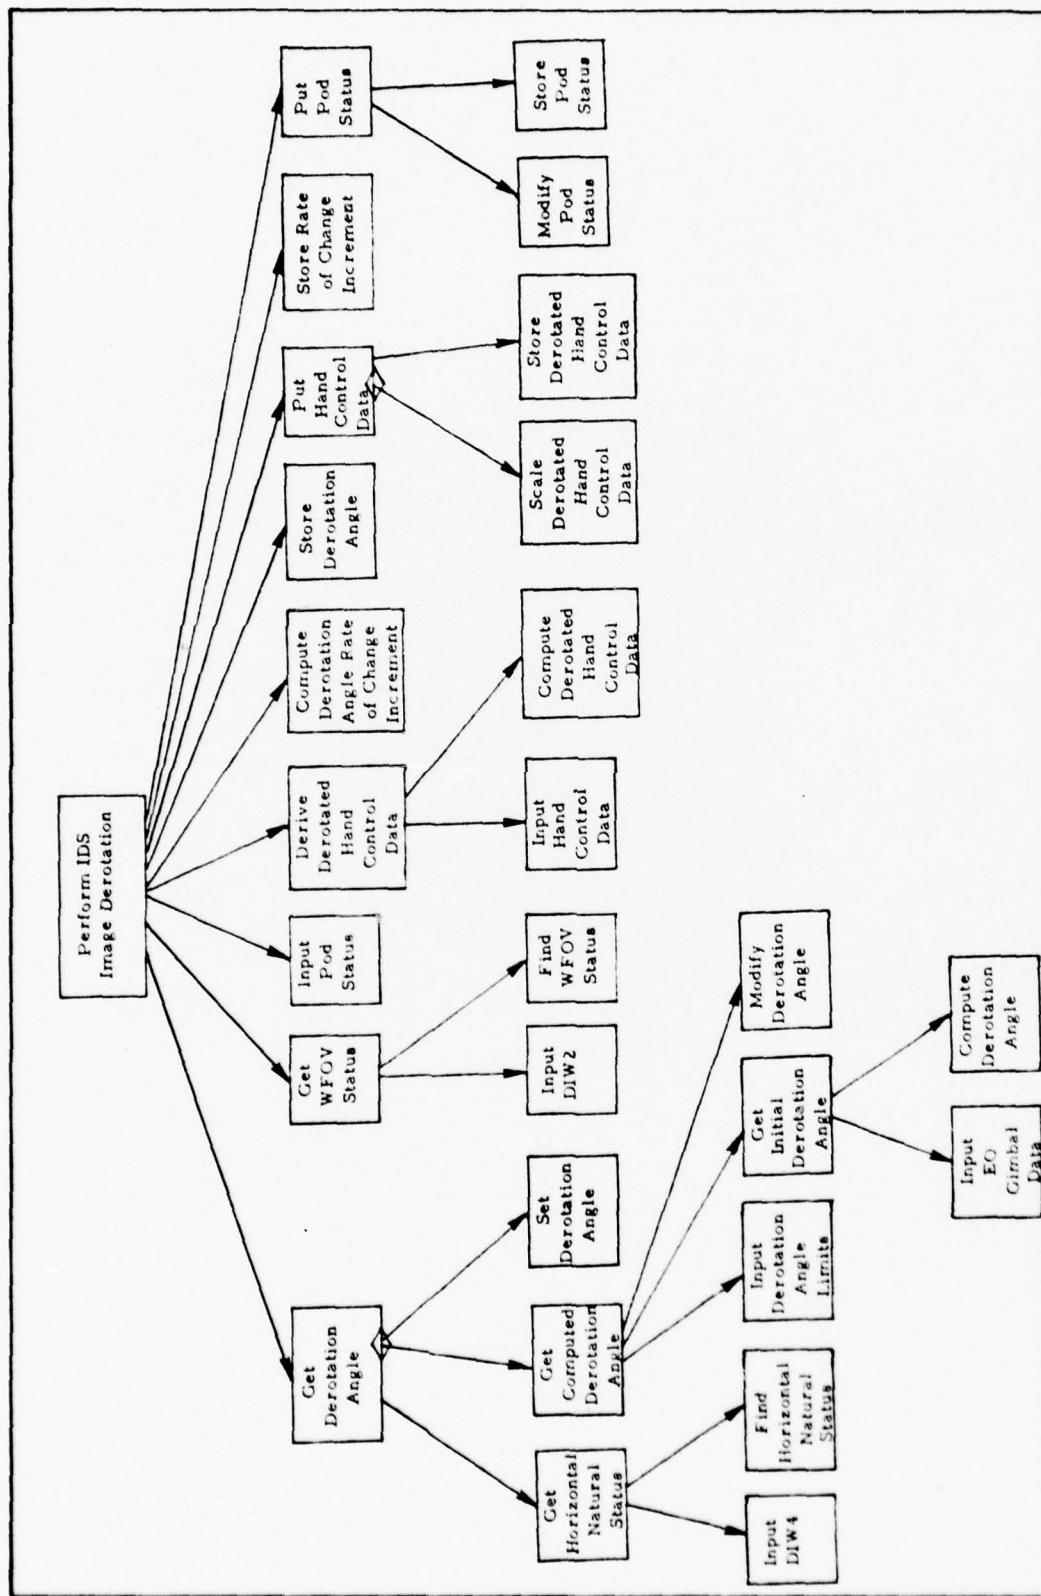 Perform IDS
Image Derotation
Get
Derotation
Angle
Get
WFOV
Status
Input
Pod
Status
Derive
Derotated
Hand
Control
Data
Compute
Derotation
Angle Rate
of Change
Increment
Store
Derotation
Angle
Put
Hand
Control
Data
Store Rate
of Change
Increment
Put
Pod
Status
Get
Horizontal
Natural
Status
Get
Computed
Derotation
Angle
Set
Derotation
Angle
Input
DIW2
Find
WFOV
Status
Input
Hand
Control
Data
Compute
Derotated
Hand
Control
Data
Scale
Derotated
Hand
Control
Data
Store
Derotated
Hand
Control
Data
Modify
Pod
Status
Store
Pod
Status
Input
DIW4
Find
Horizontal
Natural
Status
Input
Derotation
Angle
Limits
Get
Initial
Derotation
Angle
Modify
Derotation
Angle
Input
EO
Gimbal
Data
Compute
Derotation
Angle